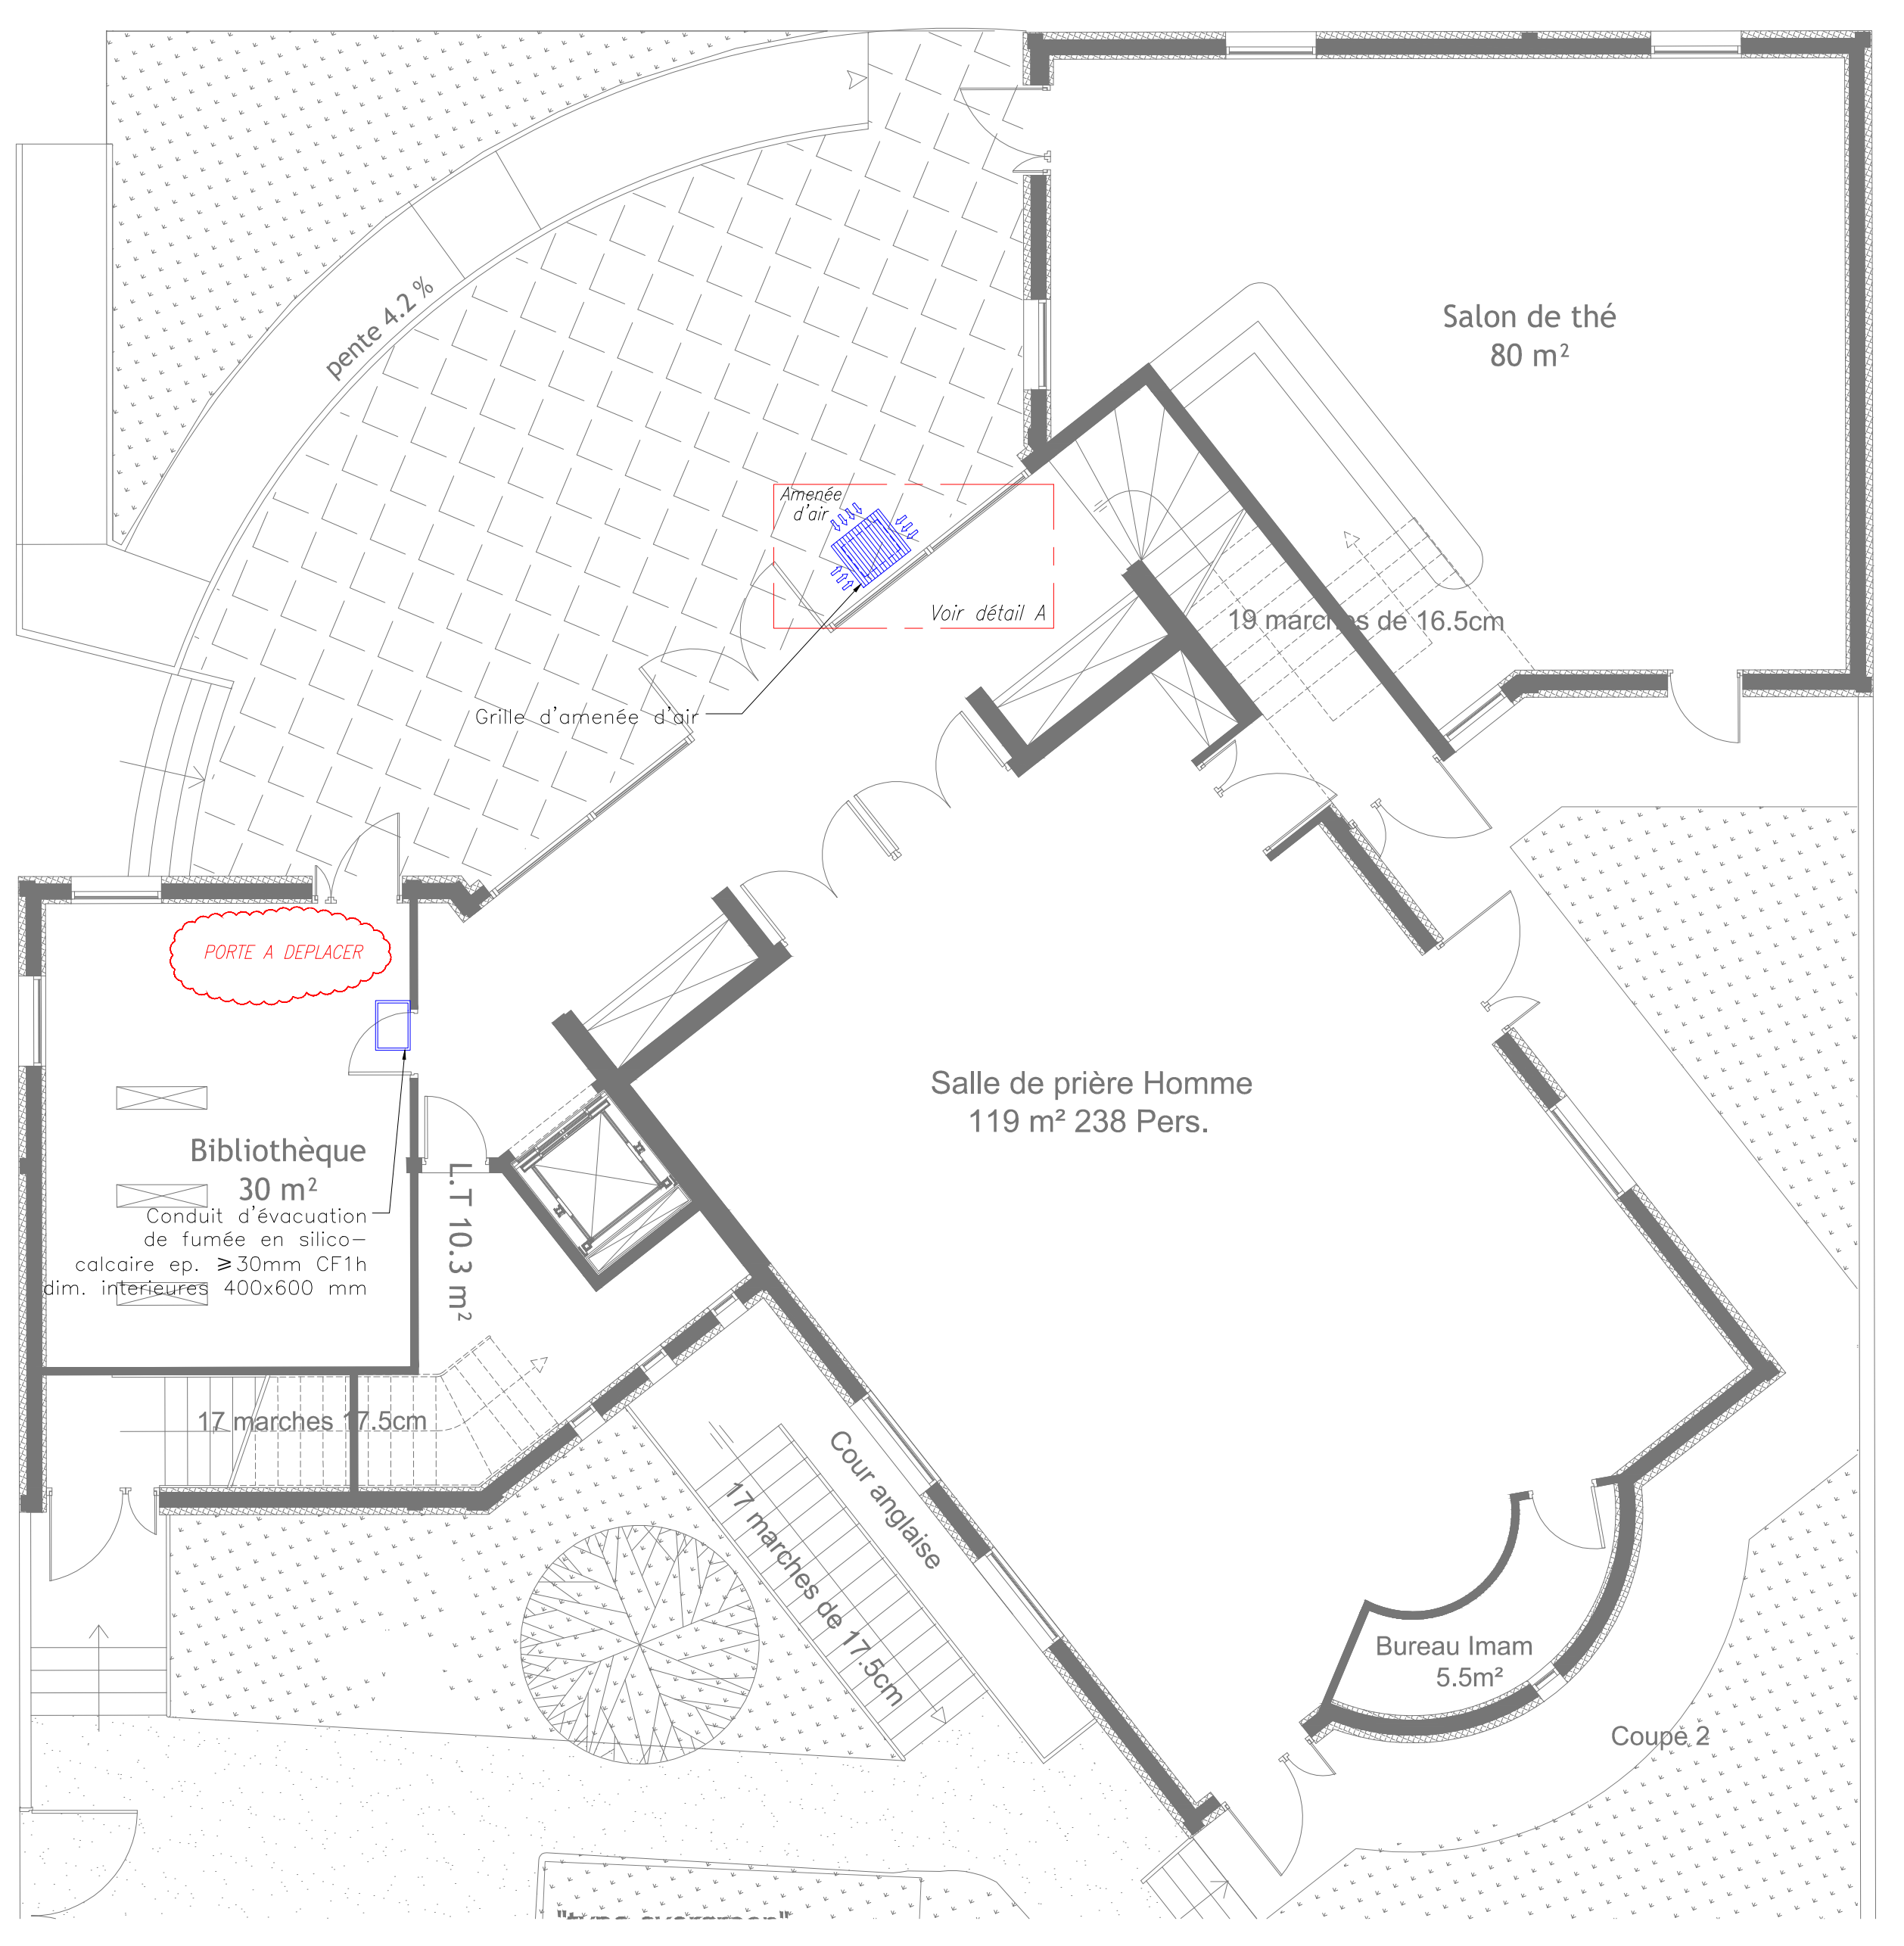 pente 4.2 %
Salon de thé
80 m²
Amenée
d'air
Voir détail A
19 marches de 16.5cm
Grille d'amenée d'air
PORTE A DEPLACER
Salle de prière Homme
119 m² 238 Pers.
Bibliothèque
30 m²
L.T 10.3 m²
Conduit d'évacuation
de fumée en silico–
calcaire ep. ≥30mm CF1h
dim. interieures 400x600 mm
17 marches 17.5cm
Cour anglaise
17 marches de 17.5cm
Bureau Imam
5.5m²
Coupe 2